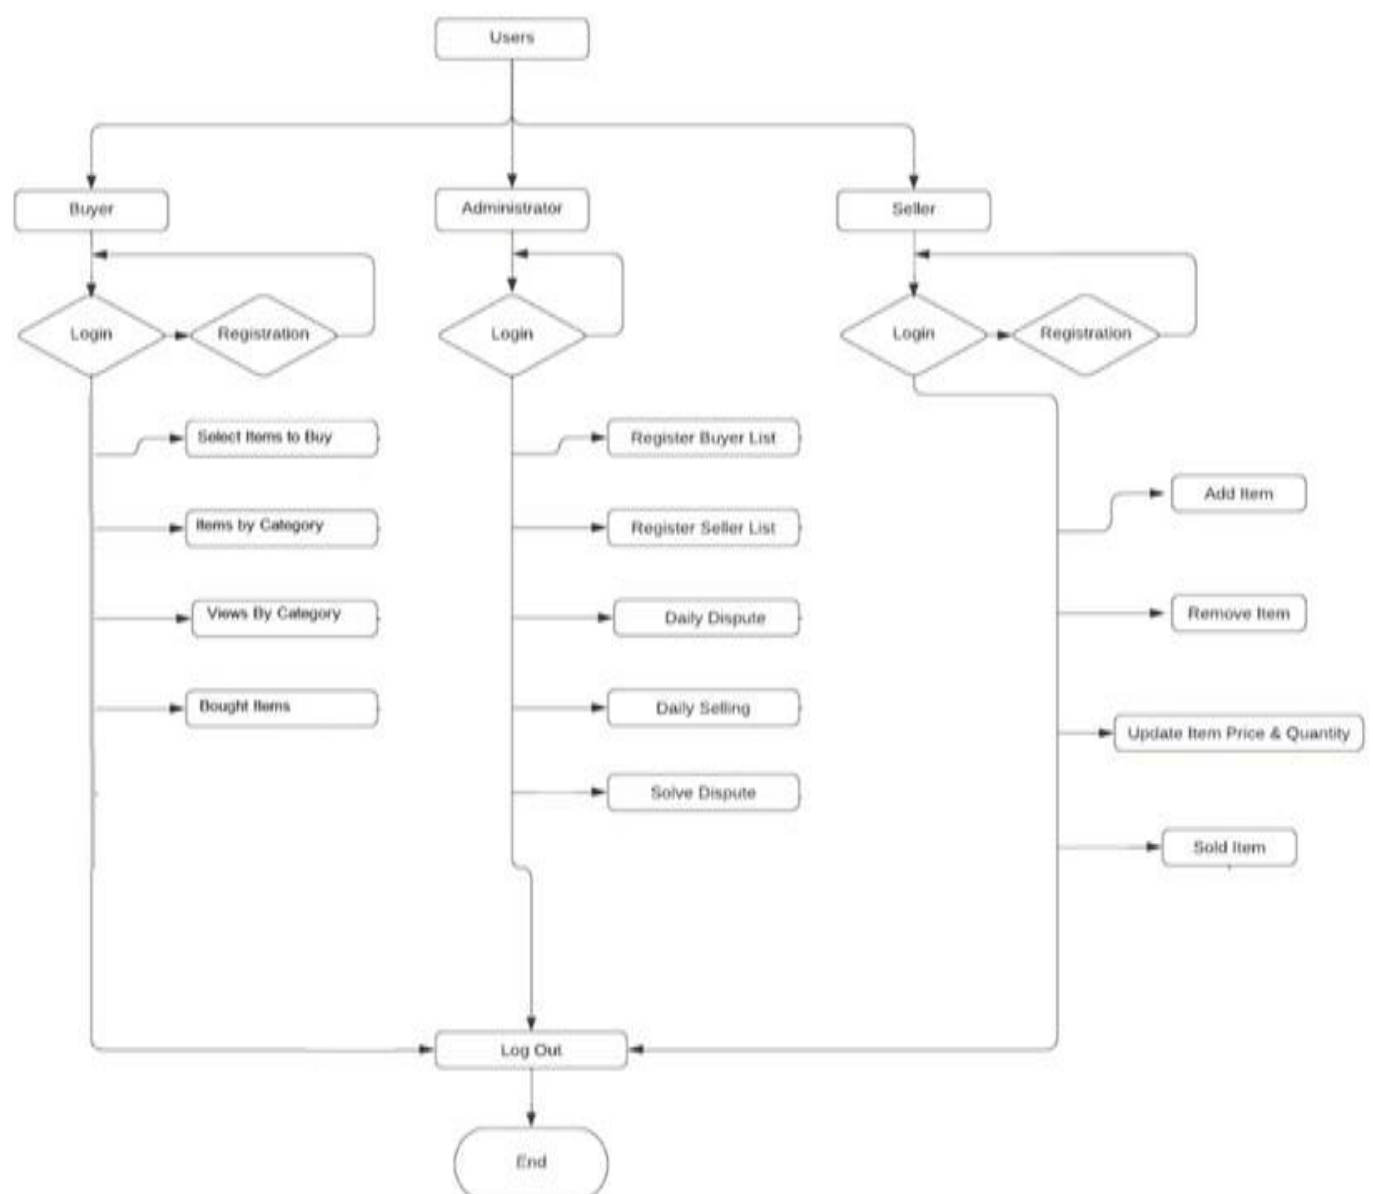 Users
Buyer
Administrator
Seller
Login
Registration
Login
Login
Registration
Select Items to Buy
Register Buyer List
Add Item
Items by Category
Register Seller List
Remove Item
Views By Category
Daily Dispute
Bought Items
Daily Selling
Update Item Price & Quantity
Solve Dispute
Sold Item
Log Out
End